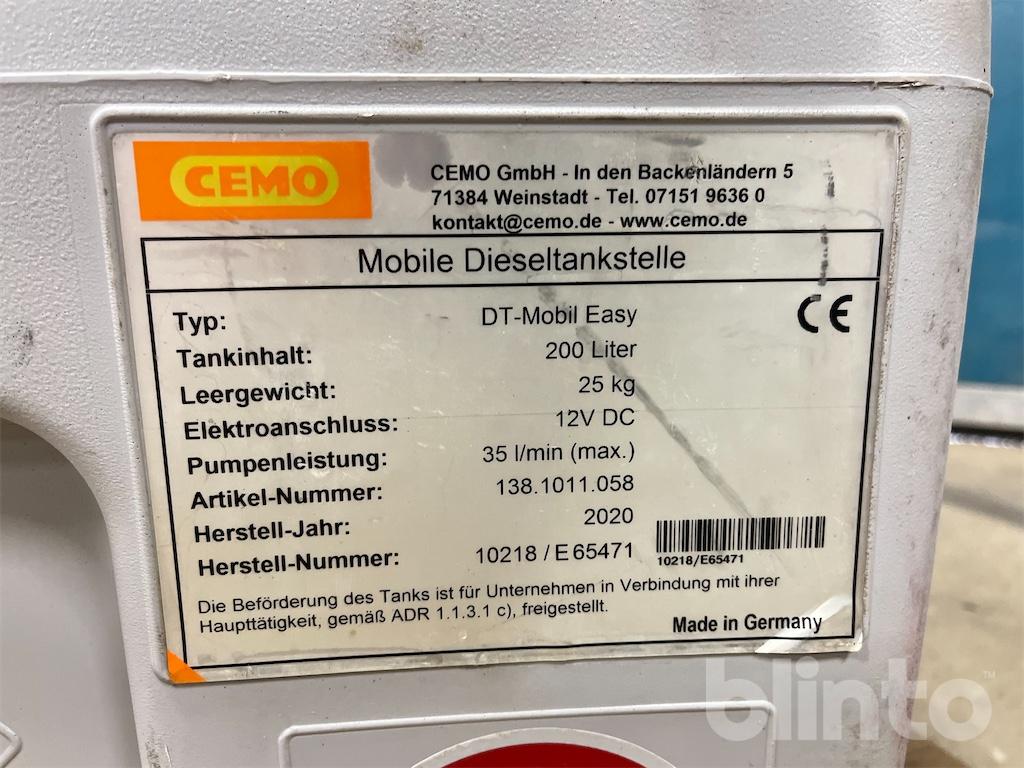 CEMO
CEMO GmbH - In den Backenländern 5
71384 Weinstadt - Tel. 07151 9636 0
kontakt@cemo.de - www.cemo.de
Mobile Dieseltankstelle
Typ: DT-Mobil Easy CE
Tankinhalt: 200 Liter
Leergewicht: 25 kg
Elektroanschluss: 12V DC
Pumpenleistung: 35 l/min (max.)
Artikel-Nummer: 138.1011.058
Herstell-Jahr: 2020
Herstell-Nummer: 10218 / E 65471
10218/E65471
Die Beförderung des Tanks ist für Unternehmen in Verbindung mit ihrer
Haupttätigkeit, gemäß ADR 1.1.3.1 c), freigestellt.
Made in Germany
blinto™